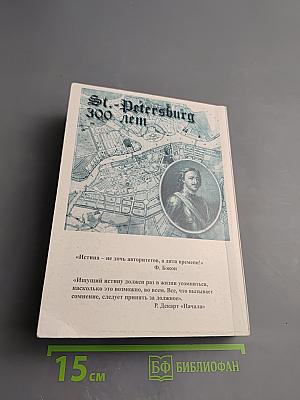 St.-Petersburg
300 лет
«Истина – не дочь авторитетов, а дитя времени!»
Ф. Бэкон
«Ищущий истину должен раз в жизни усомниться,
насколько это возможно, во всем. Все, что вызывает
сомнение, следует принять за должное».
Р. Декарт «Начала»
15 см
БФ БИБЛИОФАН